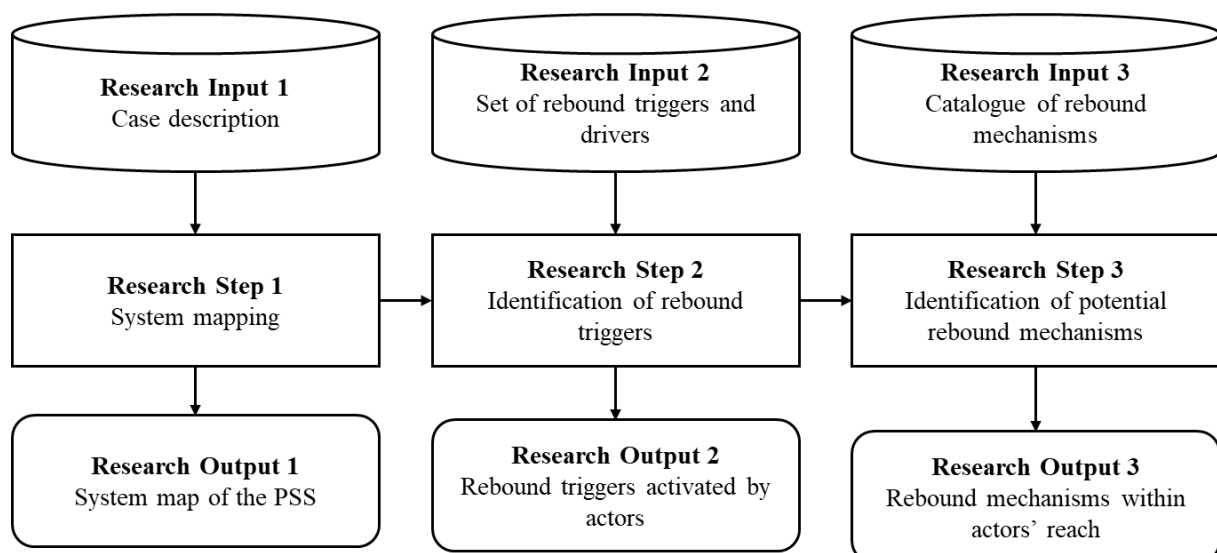 Research Input 1
Case description
Research Input 2
Set of rebound triggers and
drivers
Research Input 3
Catalogue of rebound
mechanisms
Research Step 1
System mapping
Research Step 2
Identification of rebound
triggers
Research Step 3
Identification of potential
rebound mechanisms
Research Output 1
System map of the PSS
Research Output 2
Rebound triggers activated by
actors
Research Output 3
Rebound mechanisms within
actors’ reach